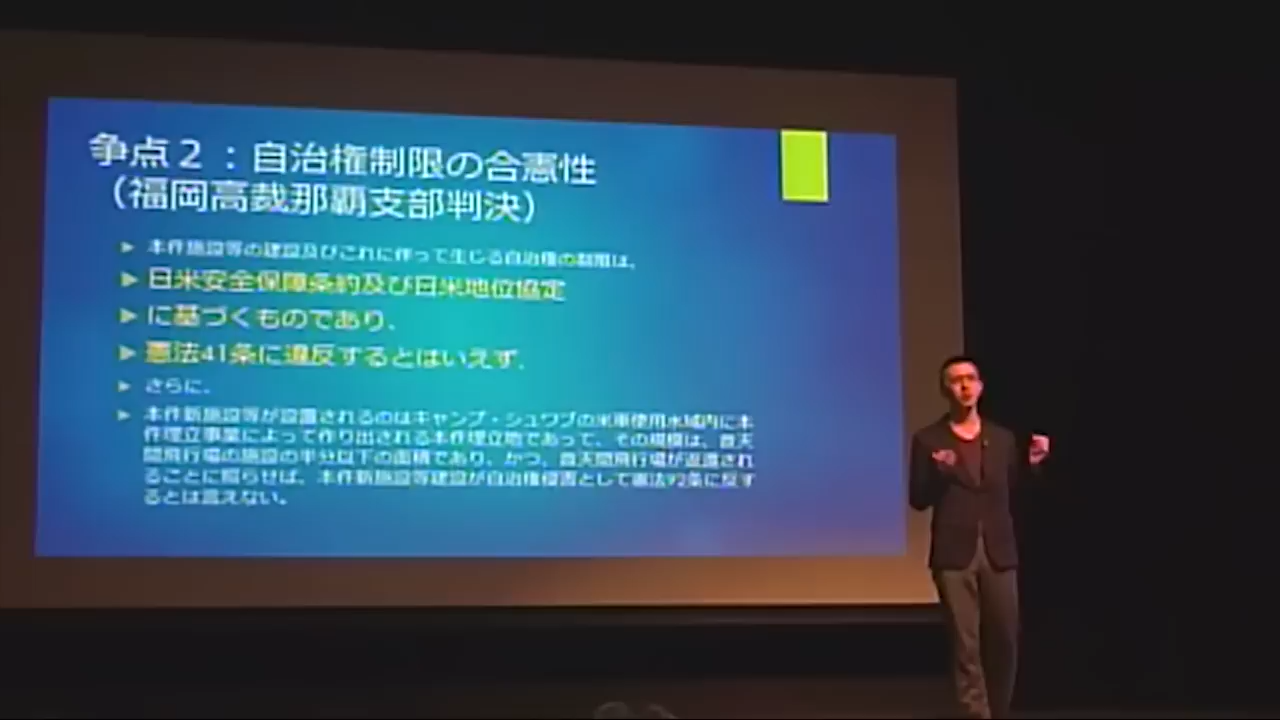 争点２：自治権制限の合憲性
（福岡高裁那覇支部判決）
本件施設等の建設及びこれに伴って生じる自治権の制限は、
日米安全保障条約及び日米地位協定
に基づくものであり、
憲法41条に違反するとはいえず、
さらに、
本件新施設等が設置されるのはキャンプ・シュワブの米軍使用水域内に本
件埋立事業によって作り出される本件埋立地であって、その規模は、普天
間飛行場の施設の半分以下の面積であり、かつ、普天間飛行場が返還され
ることに照らせば、本件新施設等建設が自治権侵害として憲法92条に反す
るとは言えない。